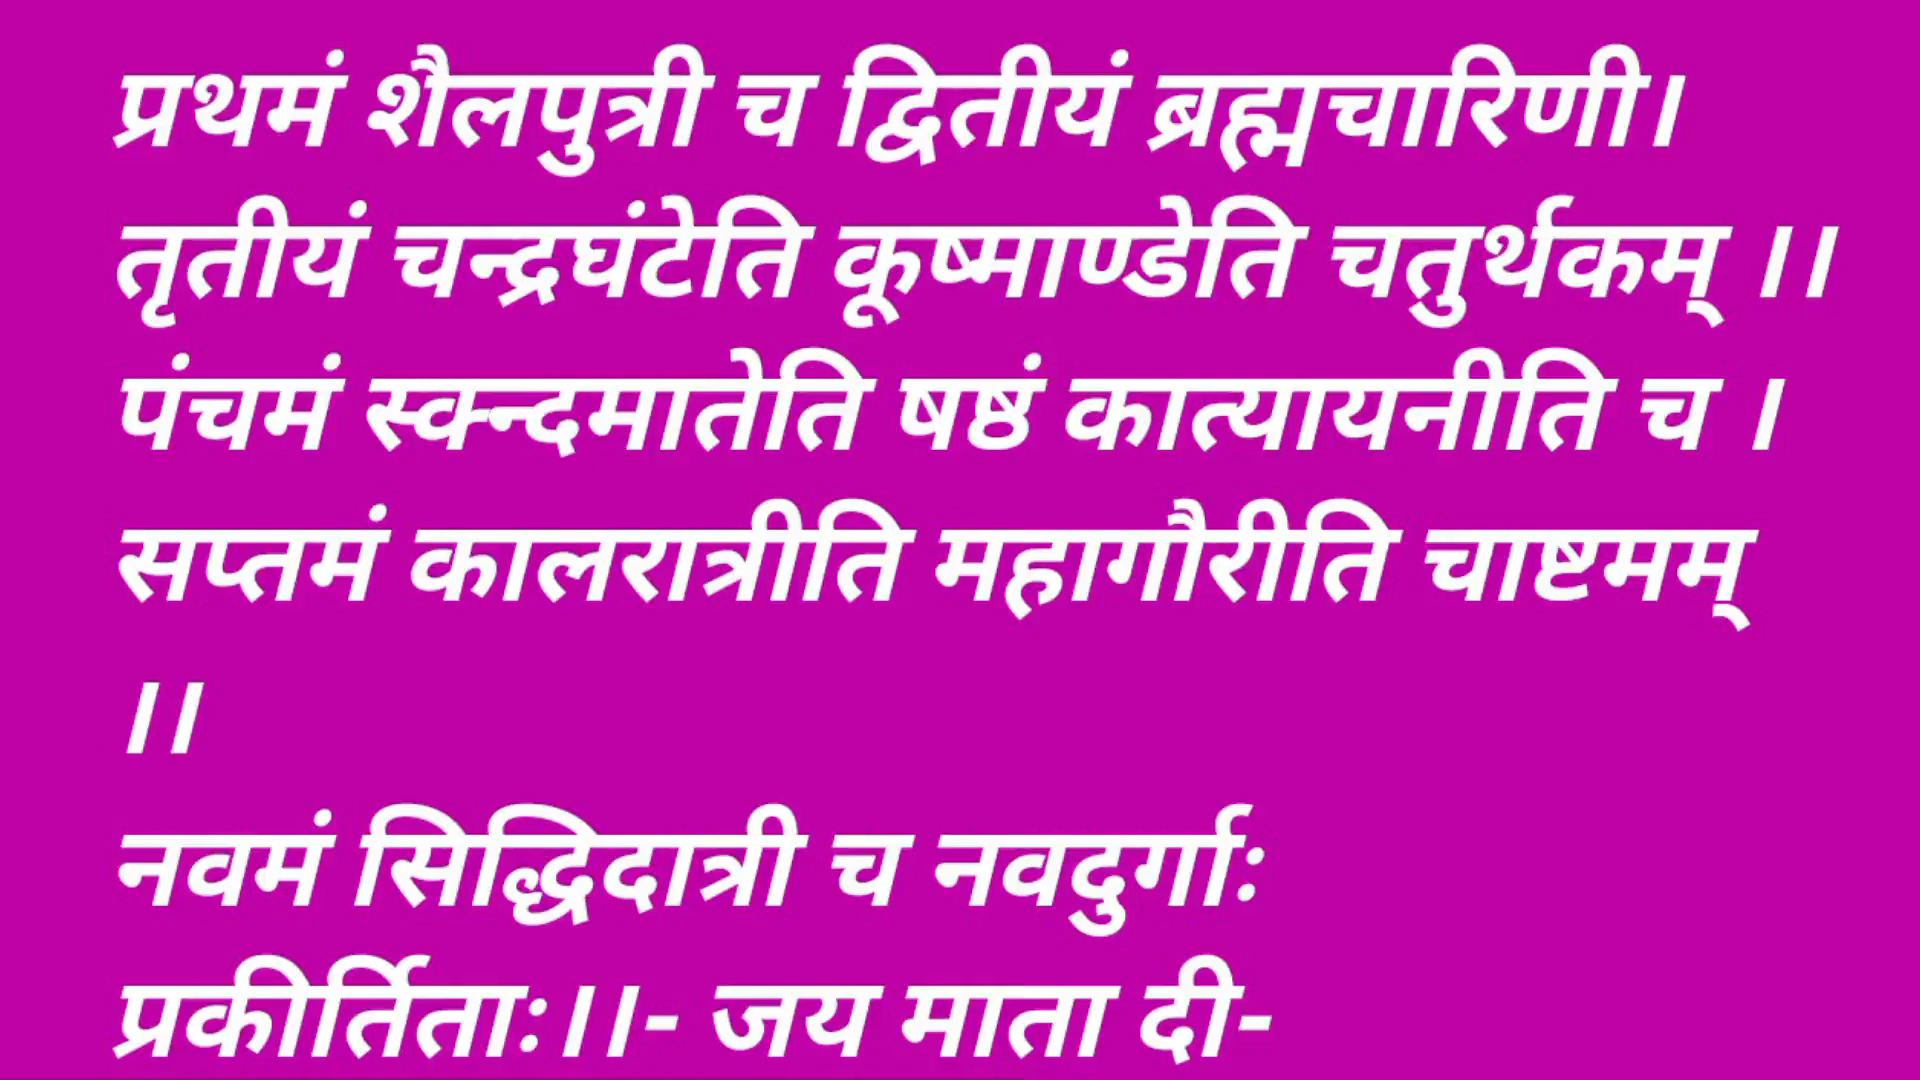 प्रथमं शैलपुत्री च द्वितीयं ब्रह्मचारिणी।
तृतीयं चन्द्रघंटेति कूष्माण्डेति चतुर्थकम् ।।
पंचमं स्क्न्दमातेति षष्ठं कात्यायनीति च ।
सप्तमं कालरात्रीति महागौरीति चाष्टमम्
।।
नवमं सिद्धिदात्री च नवदुर्गाः
प्रकीर्तिताः।।- जय माता दी-